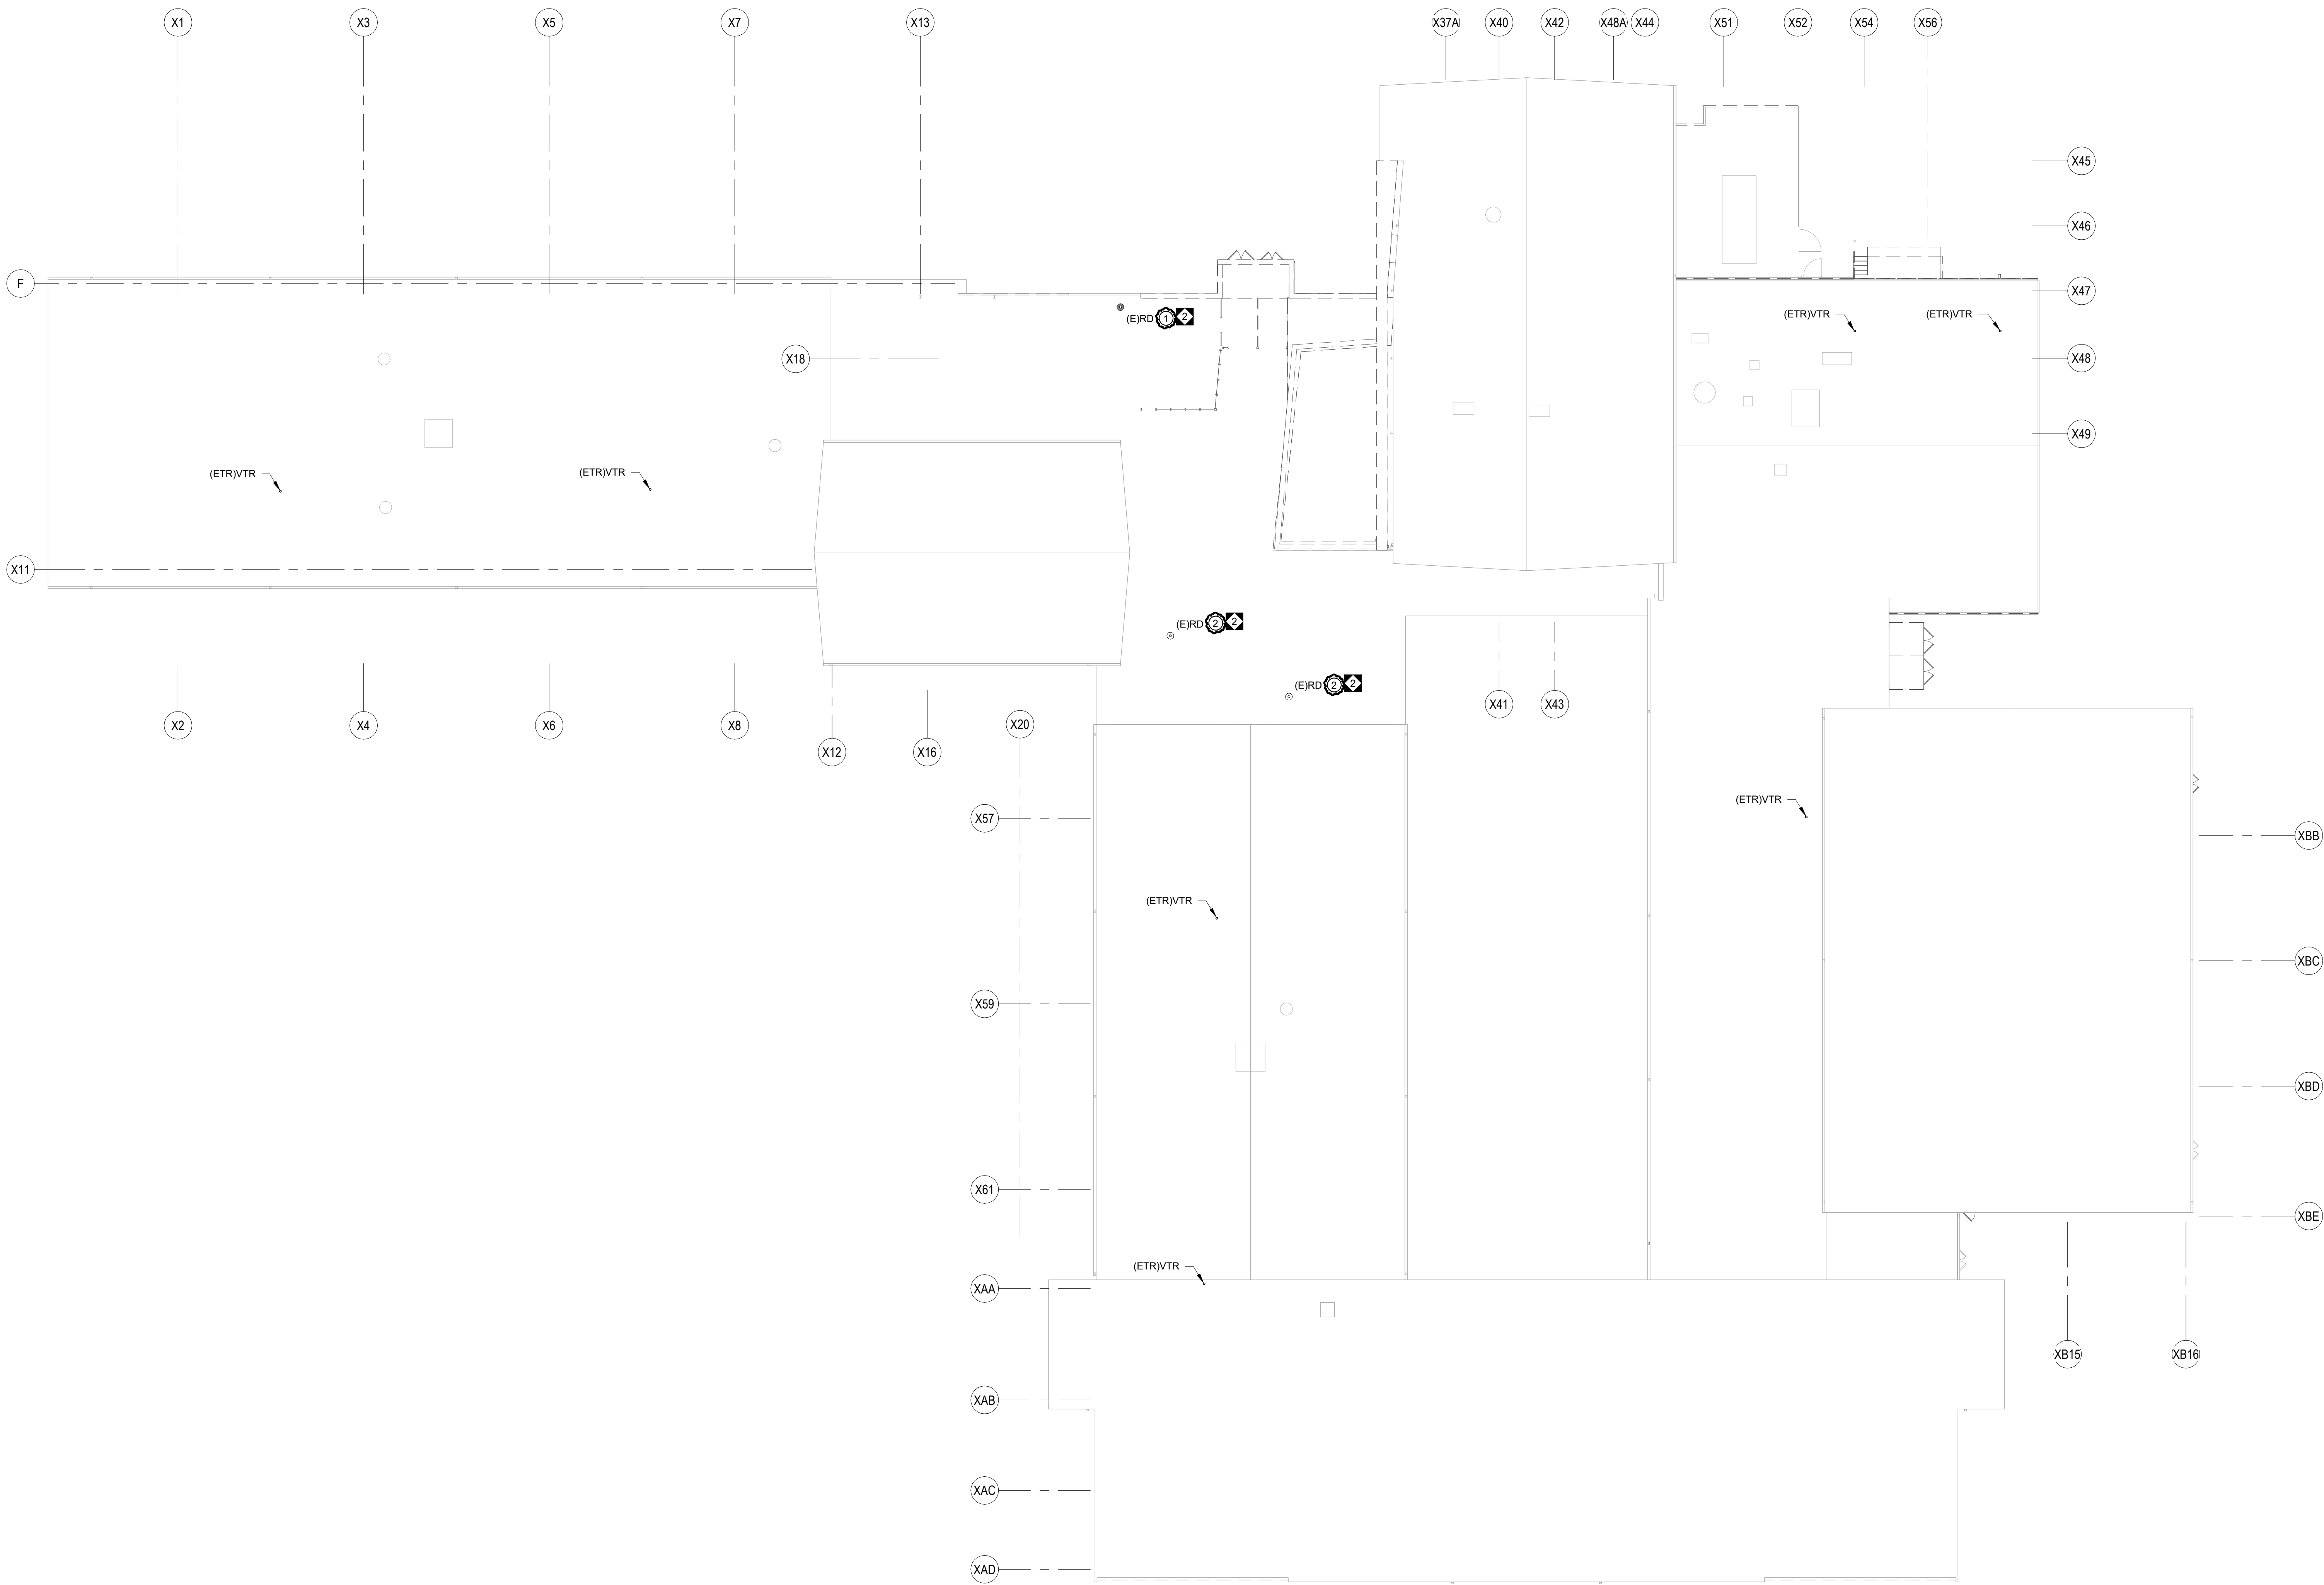 X1
X3
X5
X7
X13
X37A
X40
X42
X48A
X44
X51
X52
X54
X56
X45
X46
F
X47
(E)RD 1 2
(ETR)VTR
(ETR)VTR
X18
X48
X49
(ETR)VTR
(ETR)VTR
X11
(E)RD 2 2
(E)RD 2 2
X41
X43
X2
X4
X6
X8
X20
X12
X16
(ETR)VTR
X57
XBB
(ETR)VTR
XBC
X59
XBD
X61
XBE
(ETR)VTR
XAA
XB15
XB16
XAB
XAC
XAD